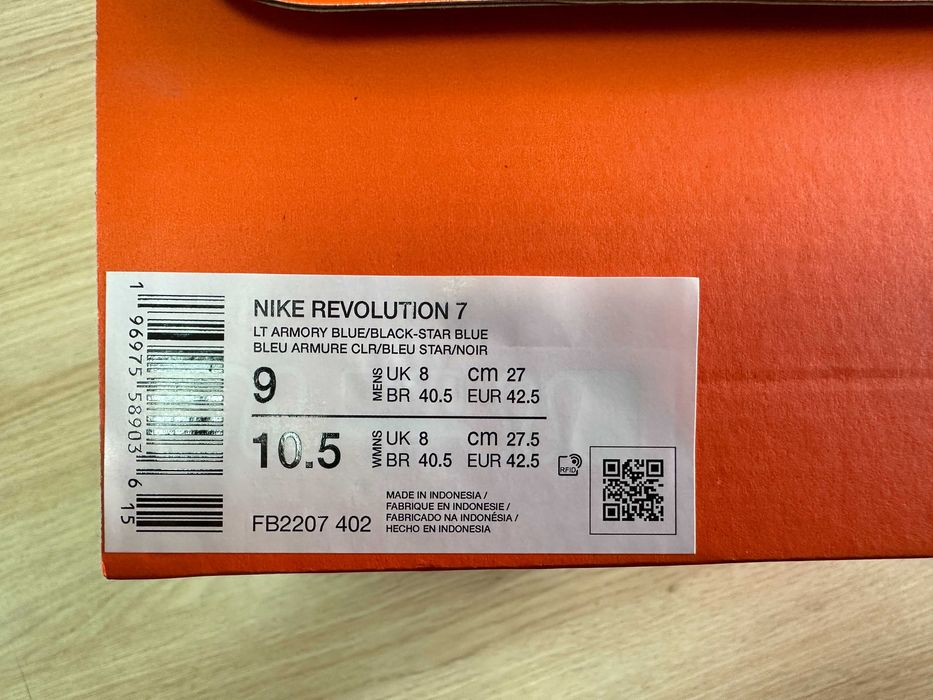 NIKE REVOLUTION 7
LT ARMORY BLUE/BLACK-STAR BLUE
BLEU ARMURE CLR/BLEU STAR/NOIR
9 MENS UK 8 cm 27
BR 40.5 EUR 42.5
10.5 WMNS UK 8 cm 27.5
BR 40.5 EUR 42.5
RFID
MADE IN INDONESIA /
FABRIQUE EN INDONESIE /
FABRICADO NA INDONÉSIA /
HECHO EN INDONESIA
FB2207 402
1 96975 58903 6 15